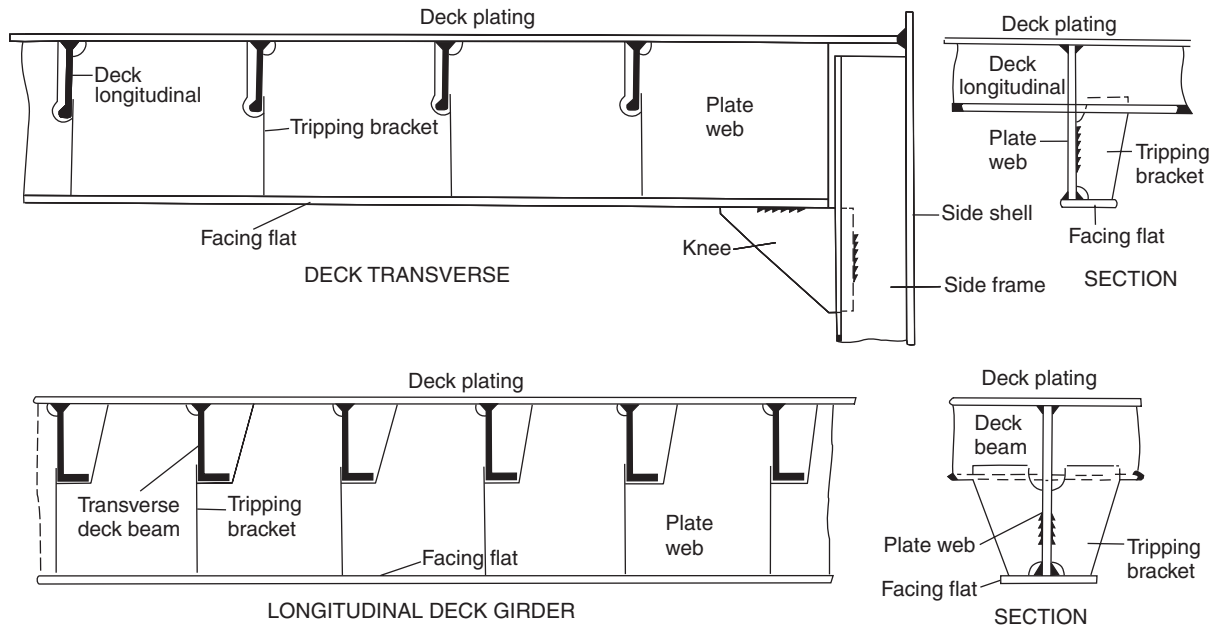 Deck plating
Deck
longitudinal
Tripping bracket
Plate
web
Facing flat
Knee
DECK TRANSVERSE
Side shell
Side frame
Deck plating
Deck
longitudinal
Plate
web
Tripping
bracket
Facing flat
SECTION
Deck plating
Transverse
deck beam
Tripping
bracket
Plate
web
Facing flat
LONGITUDINAL DECK GIRDER
Deck plating
Deck
beam
Plate web
Tripping
bracket
Facing flat
SECTION